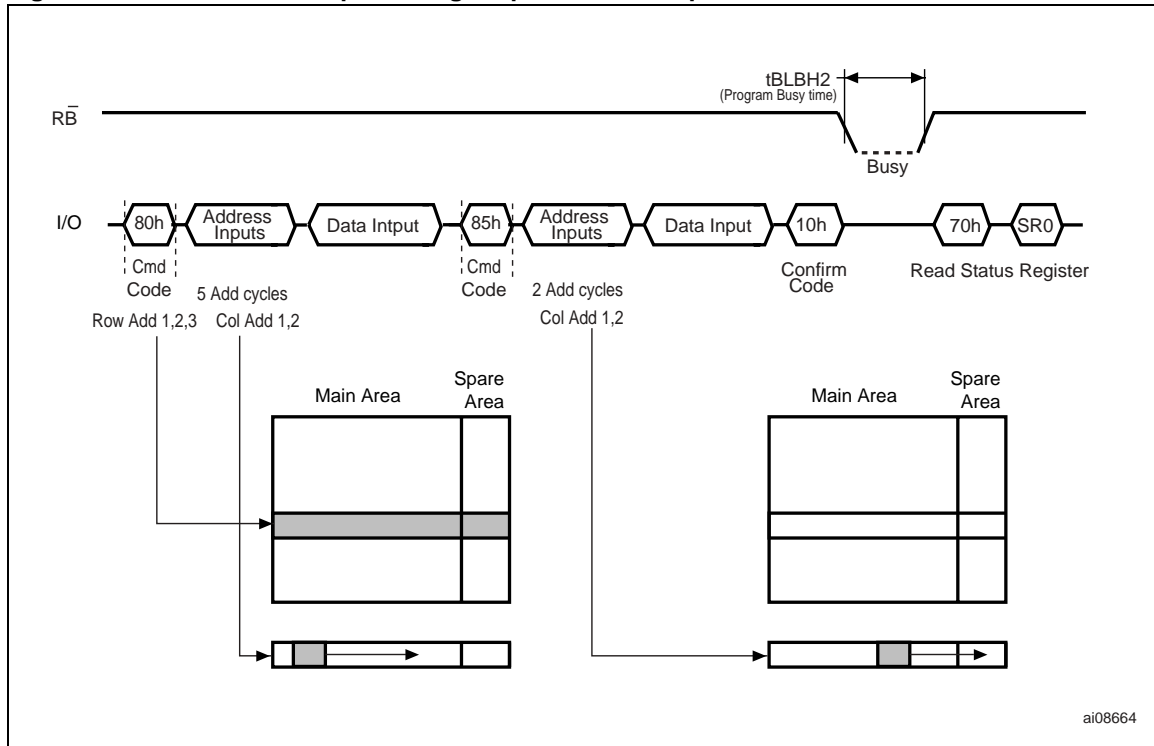 tBLBH2
(Program Busy time)
RB̅
Busy
I/O
80h
Address
Inputs
Data Intput
85h
Address
Inputs
Data Input
10h
70h
SR0
Cmd
Code
Cmd
Code
Confirm
Code
Read Status Register
5 Add cycles
2 Add cycles
Row Add 1,2,3
Col Add 1,2
Col Add 1,2
Main Area
Spare
Area
Main Area
Spare
Area
ai08664